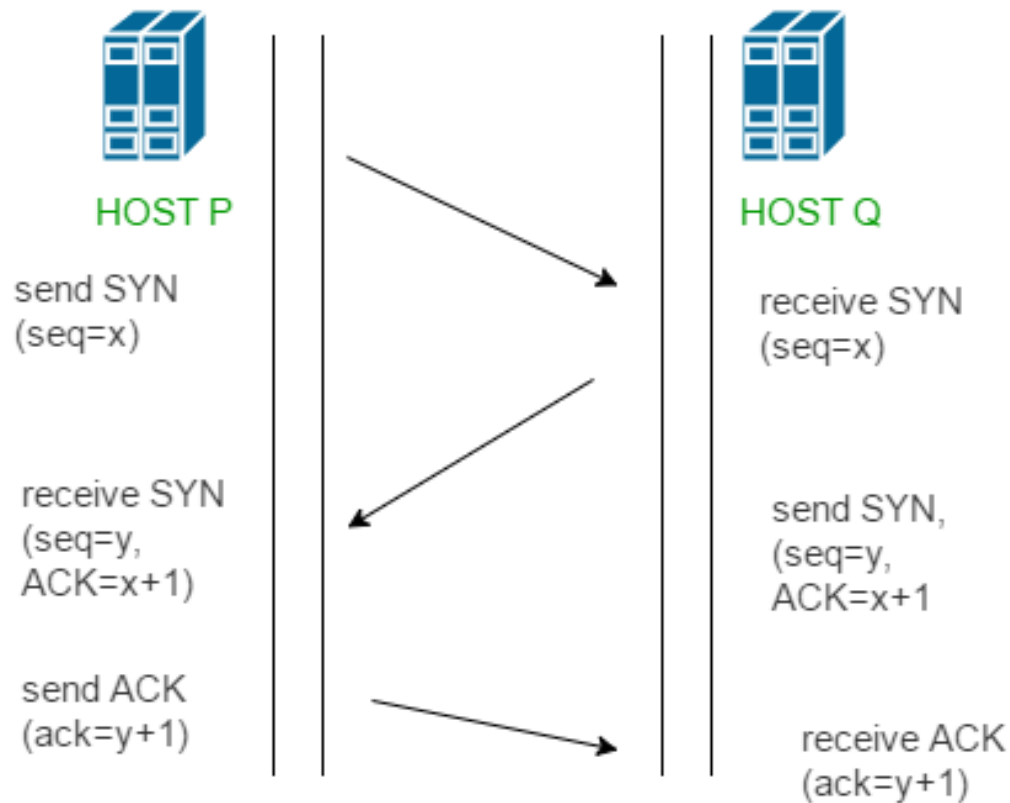 HOST P
HOST Q
send SYN
(seq=x)
receive SYN
(seq=x)
receive SYN
(seq=y,
ACK=x+1)
send SYN,
(seq=y,
ACK=x+1
send ACK
(ack=y+1)
receive ACK
(ack=y+1)